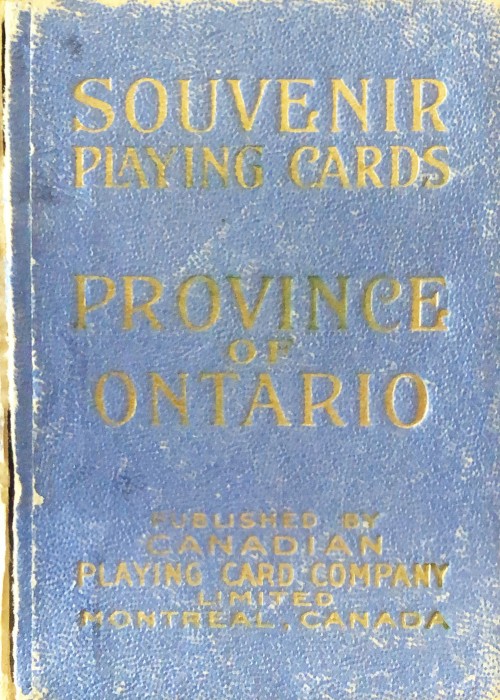 SOUVENIR
PLAYING CARDS
PROVINCE
OF
ONTARIO
PUBLISHED BY
CANADIAN
PLAYING CARD COMPANY
LIMITED
MONTREAL, CANADA